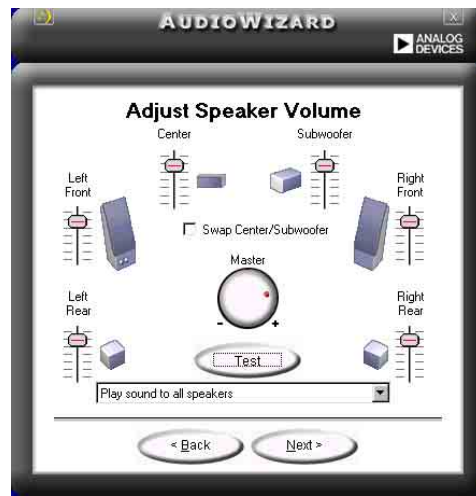 AUDIOWIZARD
X
ANALOG
DEVICES
Adjust Speaker Volume
Center
Subwoofer
Left
Front
Right
Front
Swap Center/Subwoofer
Master
- +
Left
Rear
Right
Rear
Test
Play sound to all speakers
< Back
Next >